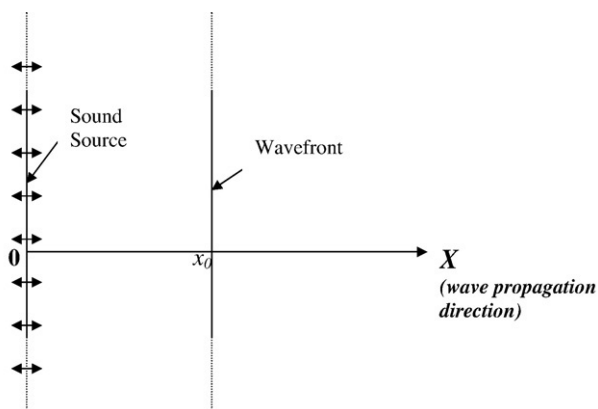 Sound
Source
Wavefront
0
x0
X
(wave propagation
direction)